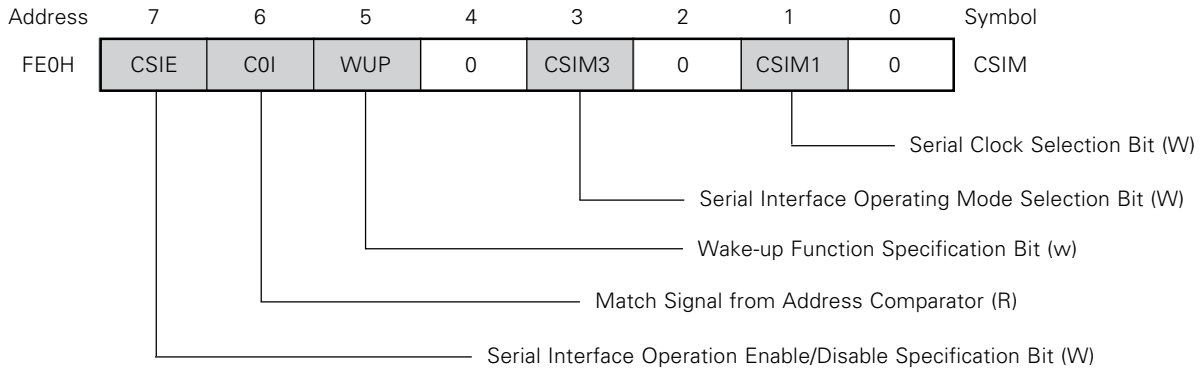 Address 7 6 5 4 3 2 1 0 Symbol
FE0H CSIE C0I WUP 0 CSIM3 0 CSIM1 0 CSIM
Serial Clock Selection Bit (W)
Serial Interface Operating Mode Selection Bit (W)
Wake-up Function Specification Bit (w)
Match Signal from Address Comparator (R)
Serial Interface Operation Enable/Disable Specification Bit (W)